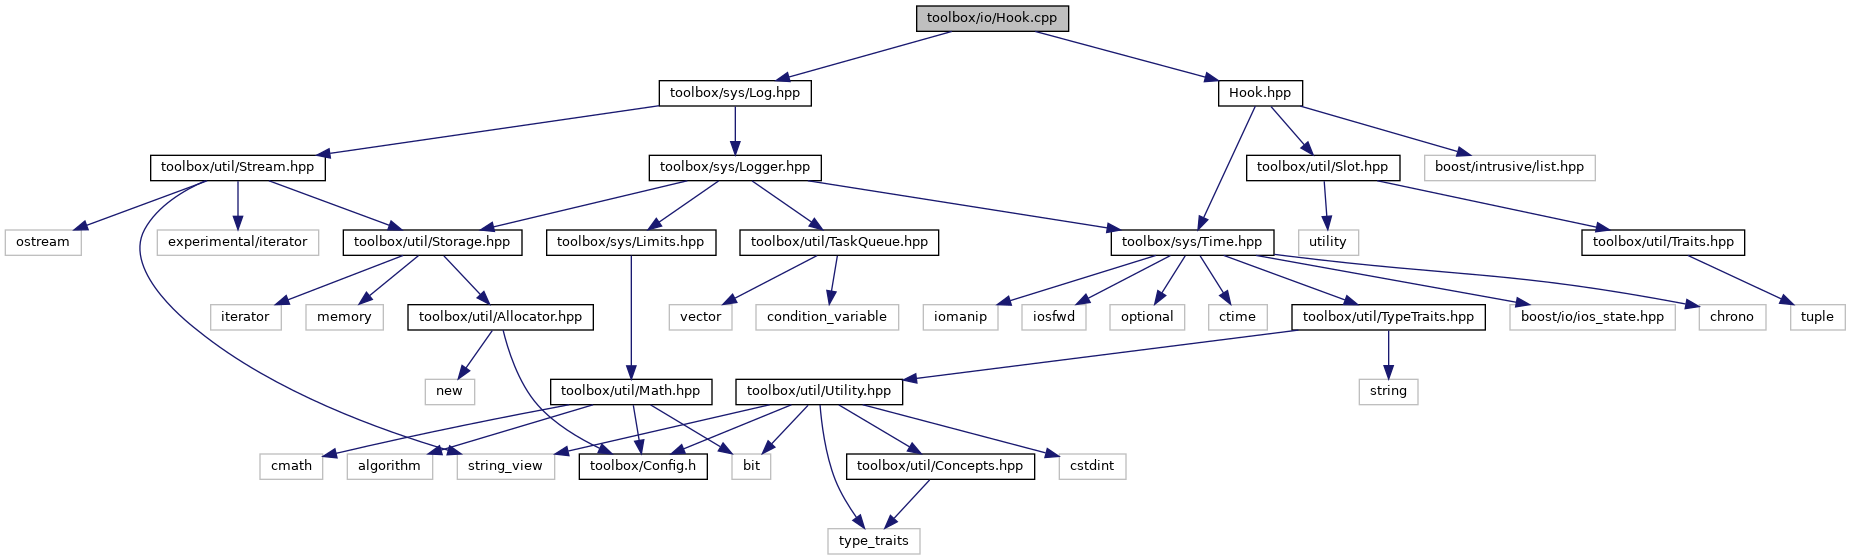 toolbox/io/Hook.cpp
toolbox/sys/Log.hpp
Hook.hpp
toolbox/util/Stream.hpp
toolbox/sys/Logger.hpp
toolbox/util/Slot.hpp
boost/intrusive/list.hpp
ostream
experimental/iterator
toolbox/util/Storage.hpp
toolbox/sys/Limits.hpp
toolbox/util/TaskQueue.hpp
toolbox/sys/Time.hpp
utility
toolbox/util/Traits.hpp
iterator
memory
toolbox/util/Allocator.hpp
vector
condition_variable
iomanip
iosfwd
optional
ctime
toolbox/util/TypeTraits.hpp
boost/io/ios_state.hpp
chrono
tuple
new
toolbox/util/Math.hpp
toolbox/util/Utility.hpp
string
cmath
algorithm
string_view
toolbox/Config.h
bit
toolbox/util/Concepts.hpp
cstdint
type_traits